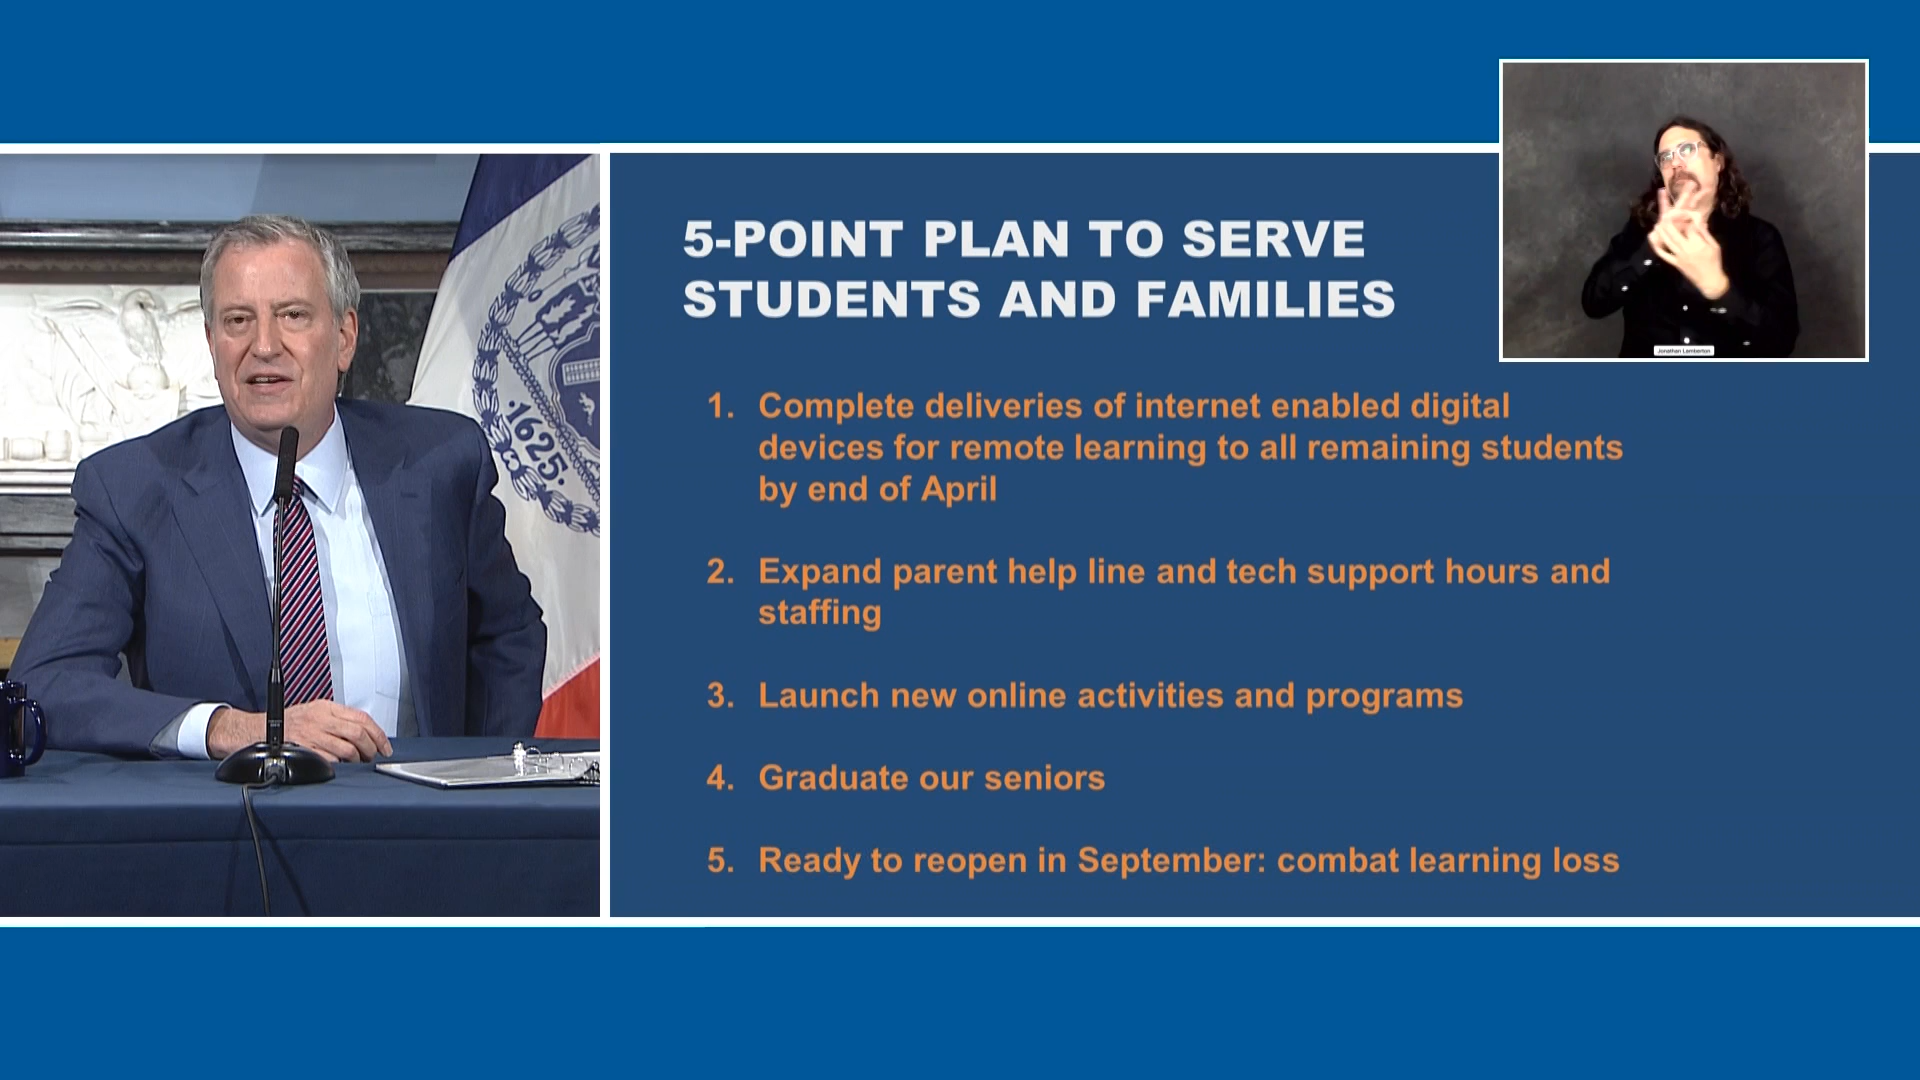 5-POINT PLAN TO SERVE
STUDENTS AND FAMILIES
1. Complete deliveries of internet enabled digital
devices for remote learning to all remaining students
by end of April
2. Expand parent help line and tech support hours and
staffing
3. Launch new online activities and programs
4. Graduate our seniors
5. Ready to reopen in September: combat learning loss
·1625·
Jonathan Lamberton